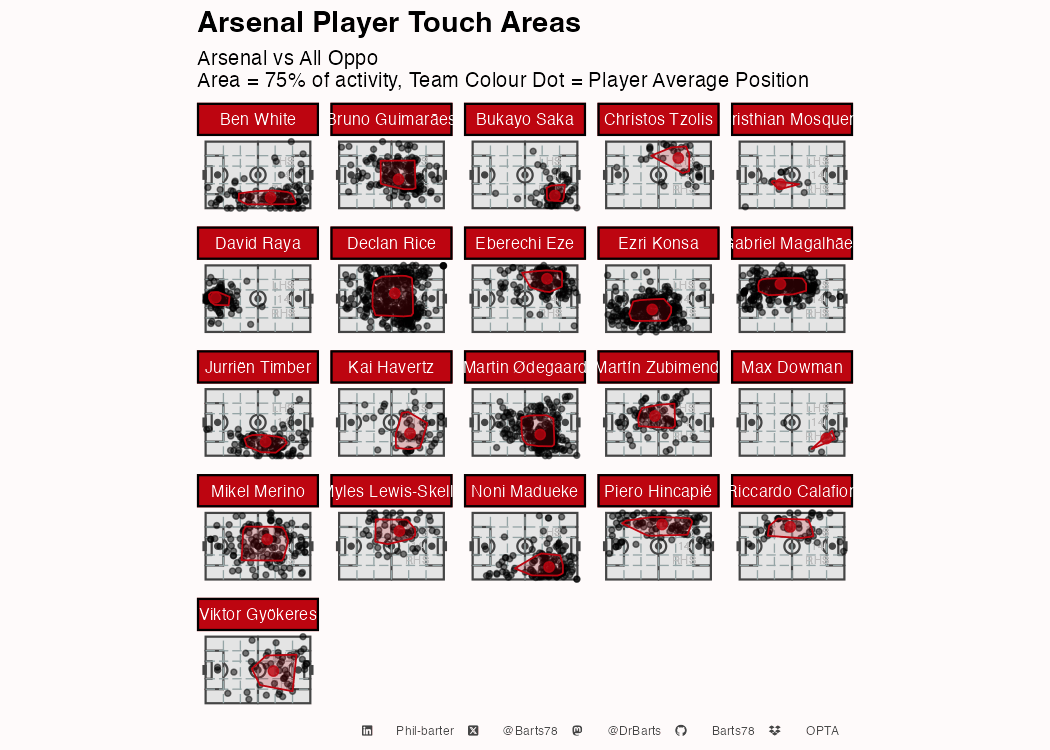 Arsenal Player Touch Areas
Arsenal vs All Oppo
Area = 75% of activity, Team Colour Dot = Player Average Position
Ben White
Bruno Guimarães
Bukayo Saka
Christos Tzolis
risthian Mosquer
David Raya
Declan Rice
Eberechi Eze
Ezri Konsa
Gabriel Magalhãe
Jurriën Timber
Kai Havertz
Martin Ødegaard
Martín Zubimend
Max Dowman
Mikel Merino
Myles Lewis-Skell
Noni Madueke
Piero Hincapié
Riccardo Calafior
Viktor Gyökeres
Phil-barter @Barts78 @DrBarts Barts78 OPTA